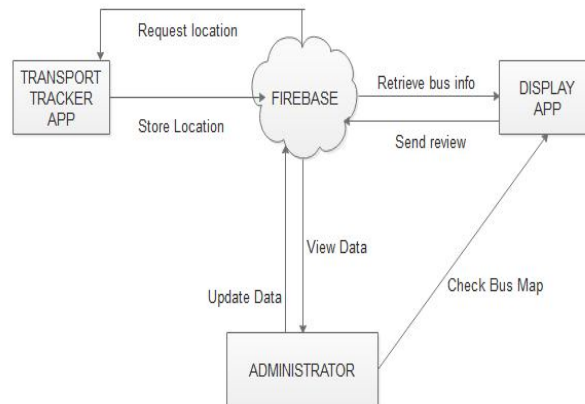 Request location
TRANSPORT
TRACKER
APP
Store Location
FIREBASE
Retrieve bus info
Send review
DISPLAY
APP
View Data
Update Data
Check Bus Map
ADMINISTRATOR